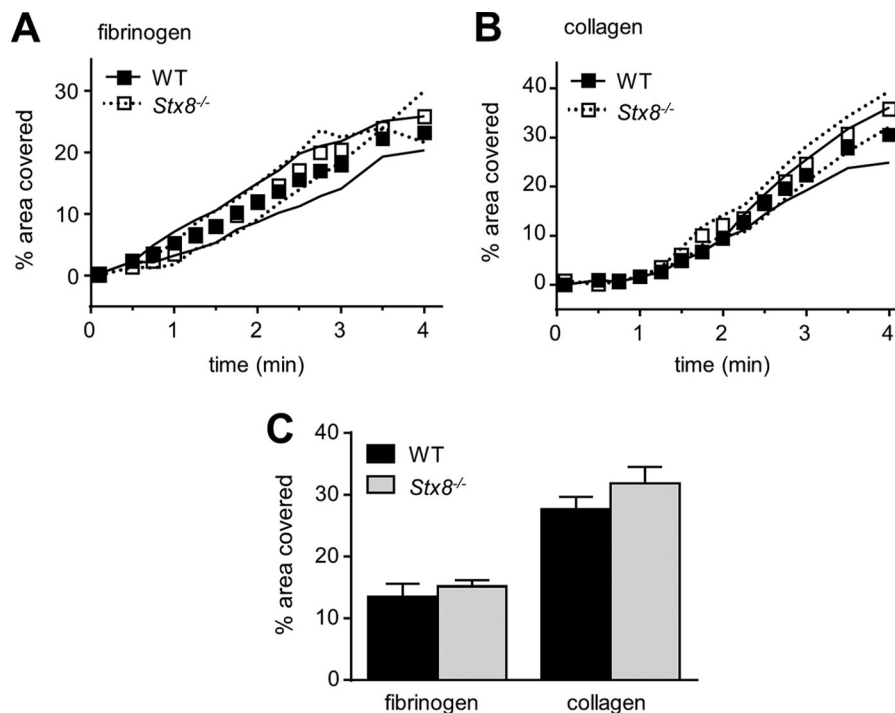 A
fibrinogen
WT
Stx8-/-
% area covered
30
20
10
0
0 1 2 3 4
time (min)
B
collagen
WT
Stx8-/-
% area covered
40
30
20
10
0
0 1 2 3 4
time (min)
C
WT
Stx8-/-
% area covered
40
30
20
10
0
fibrinogen collagen